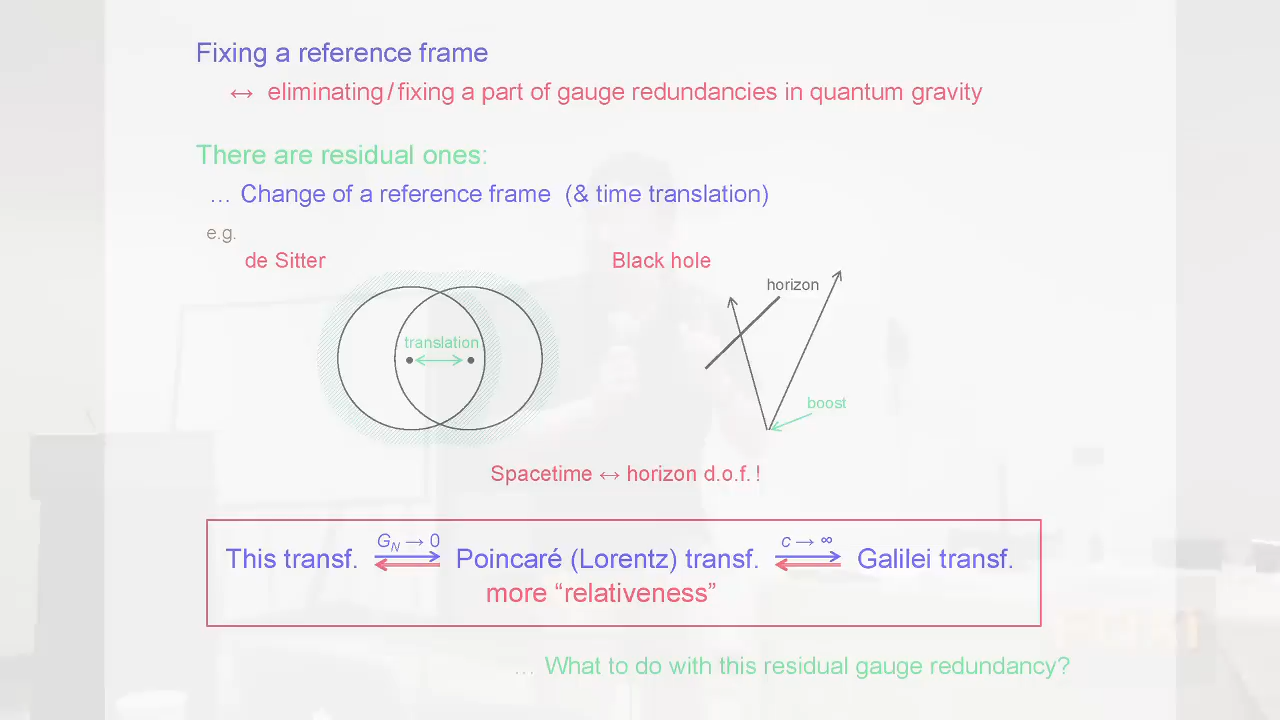 Fixing a reference frame
↔ eliminating / fixing a part of gauge redundancies in quantum gravity
There are residual ones:
… Change of a reference frame (& time translation)
e.g.
de Sitter
Black hole
horizon
translation
boost
Spacetime ↔ horizon d.o.f. !
G_N → 0
c → ∞
This transf. ⇄ Poincaré (Lorentz) transf. ⇄ Galilei transf.
more “relativeness”
… What to do with this residual gauge redundancy?